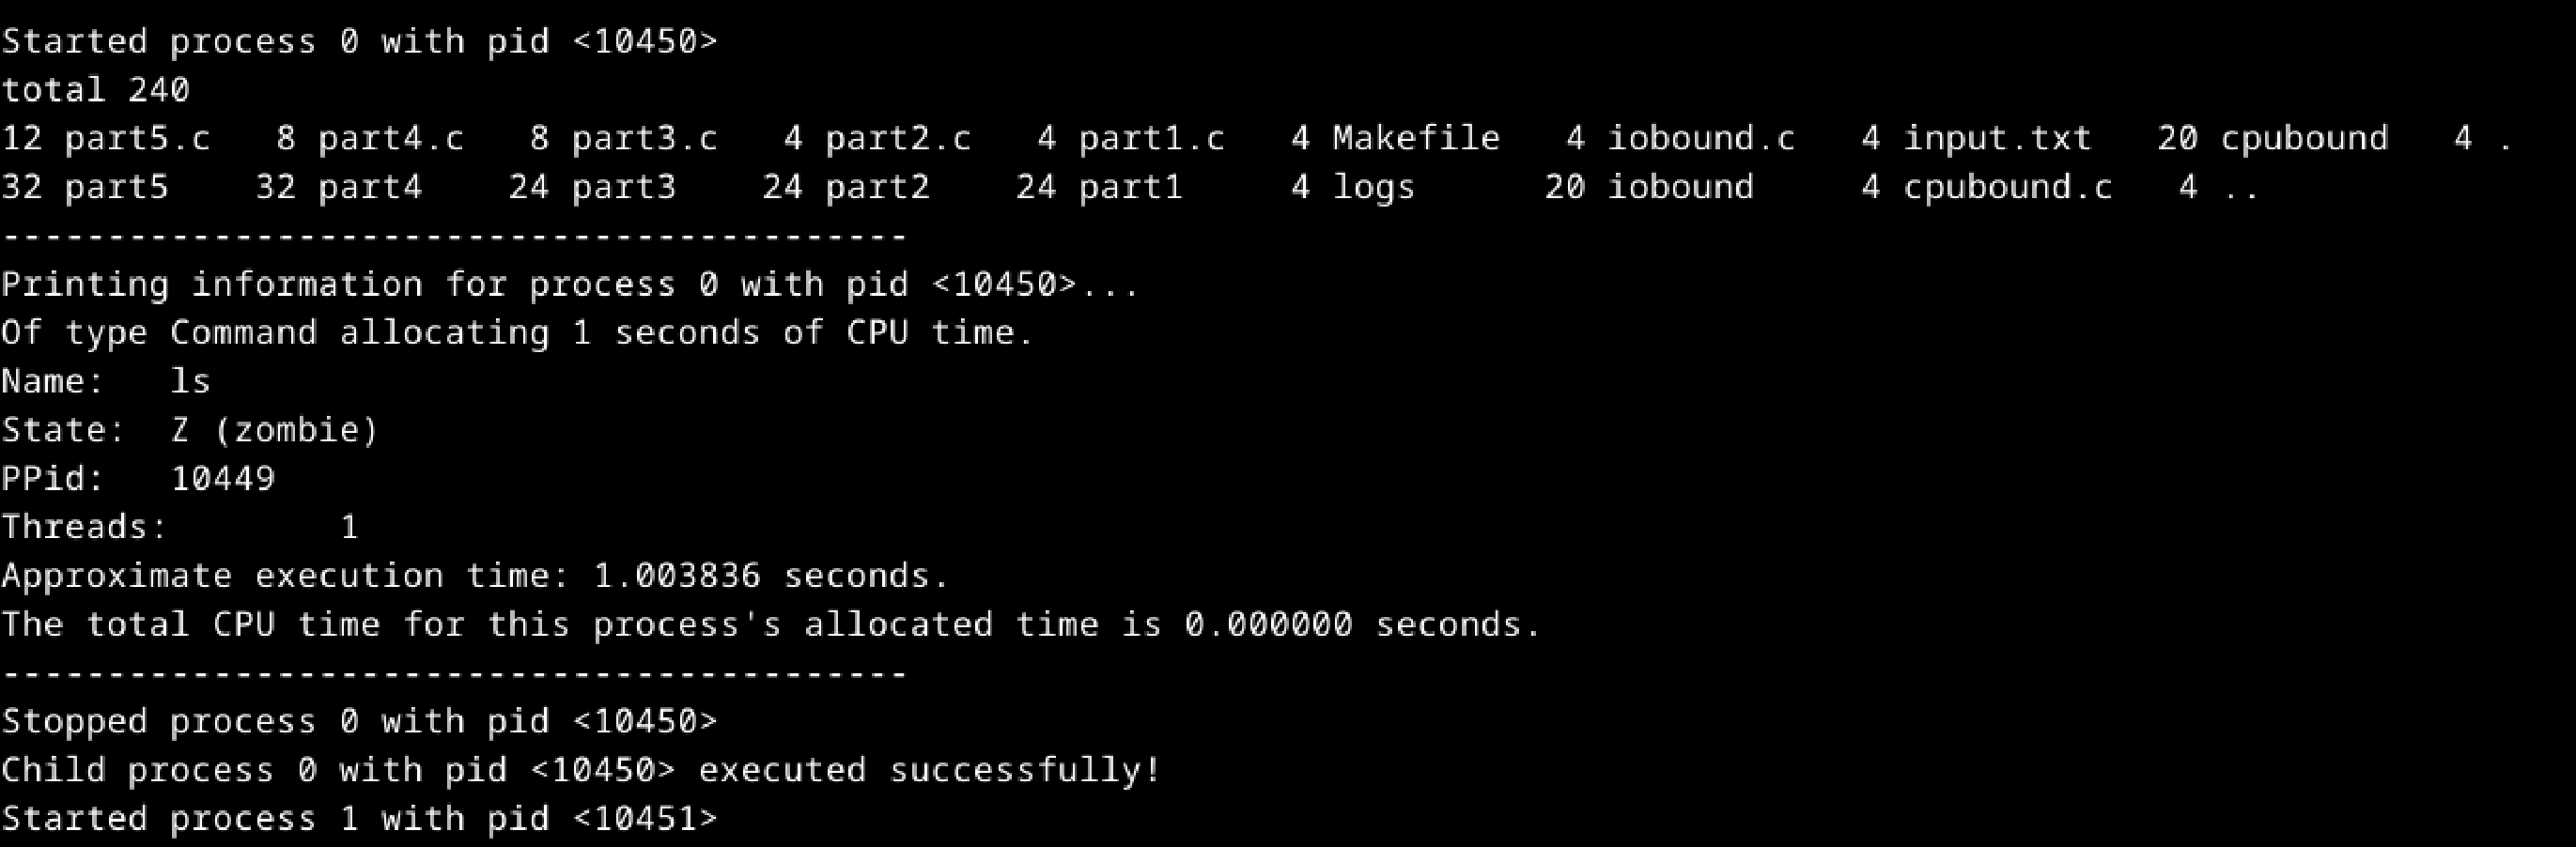 Started process 0 with pid <10450>
total 240
12 part5.c   8 part4.c   8 part3.c   4 part2.c   4 part1.c   4 Makefile   4 iobound.c   4 input.txt   20 cpubound   4 .
32 part5    32 part4    24 part3    24 part2    24 part1     4 logs      20 iobound     4 cpubound.c   4 ..
-------------------------------------------
Printing information for process 0 with pid <10450>...
Of type Command allocating 1 seconds of CPU time.
Name:   ls
State:  Z (zombie)
PPid:   10449
Threads:        1
Approximate execution time: 1.003836 seconds.
The total CPU time for this process's allocated time is 0.000000 seconds.
-------------------------------------------
Stopped process 0 with pid <10450>
Child process 0 with pid <10450> executed successfully!
Started process 1 with pid <10451>